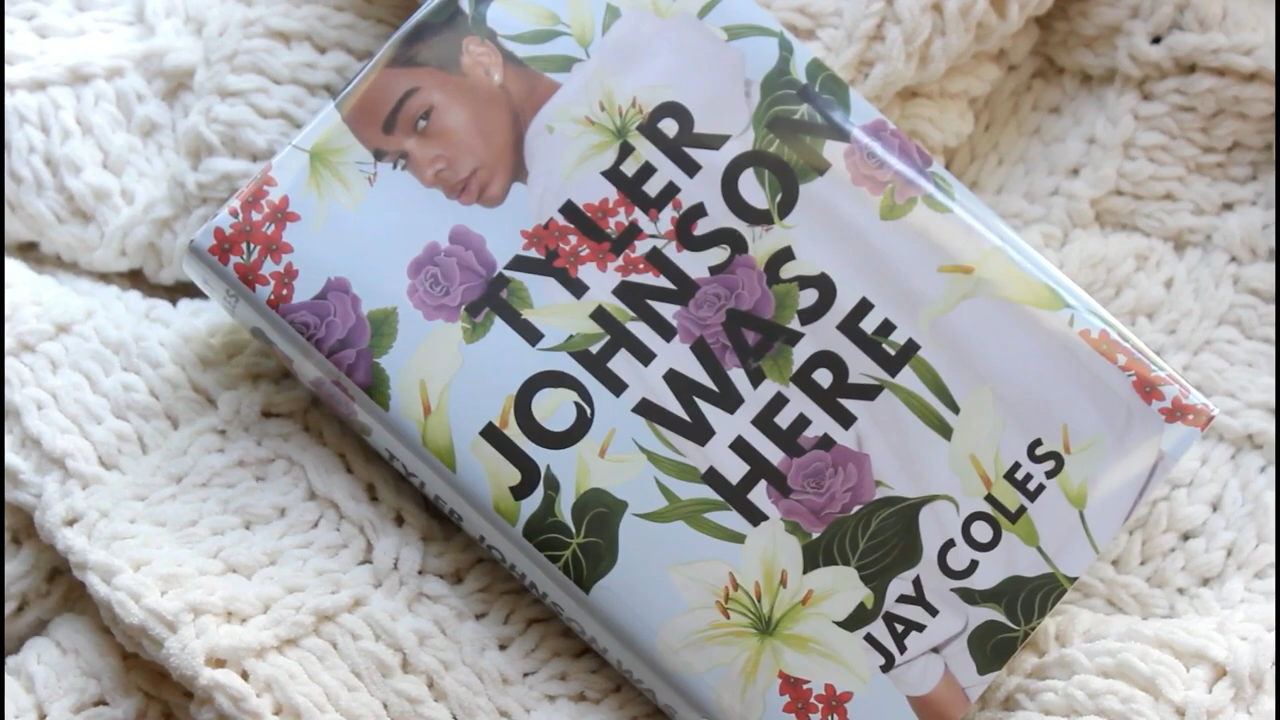 TYLER
JOHNSON
WAS
HERE
JAY COLES
TYLER JOHNSON WAS